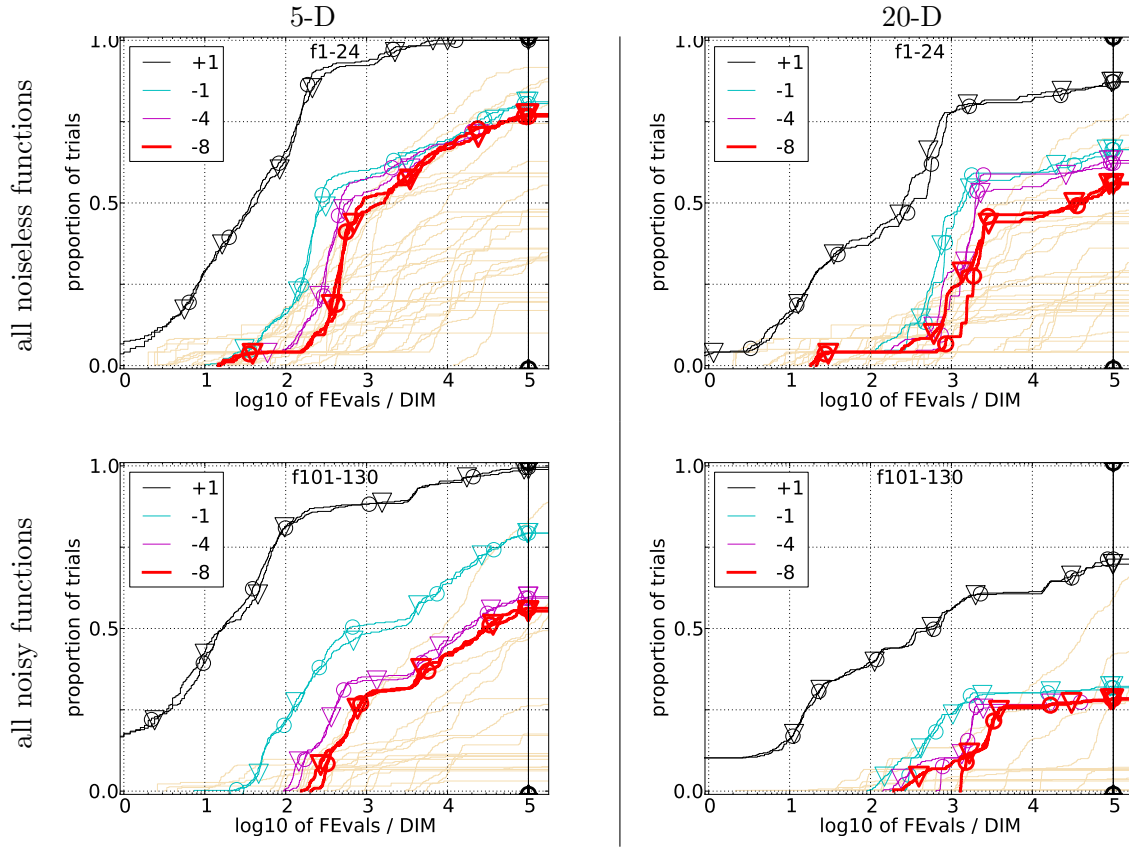 5-D
20-D
all noiseless functions
all noisy functions
f1-24
+1
-1
-4
-8
1.0
0.5
0.0
proportion of trials
0 1 2 3 4 5
log10 of FEvals / DIM
f1-24
+1
-1
-4
-8
1.0
0.5
0.0
proportion of trials
0 1 2 3 4 5
log10 of FEvals / DIM
f101-130
+1
-1
-4
-8
1.0
0.5
0.0
proportion of trials
0 1 2 3 4 5
log10 of FEvals / DIM
f101-130
+1
-1
-4
-8
1.0
0.5
0.0
proportion of trials
0 1 2 3 4 5
log10 of FEvals / DIM